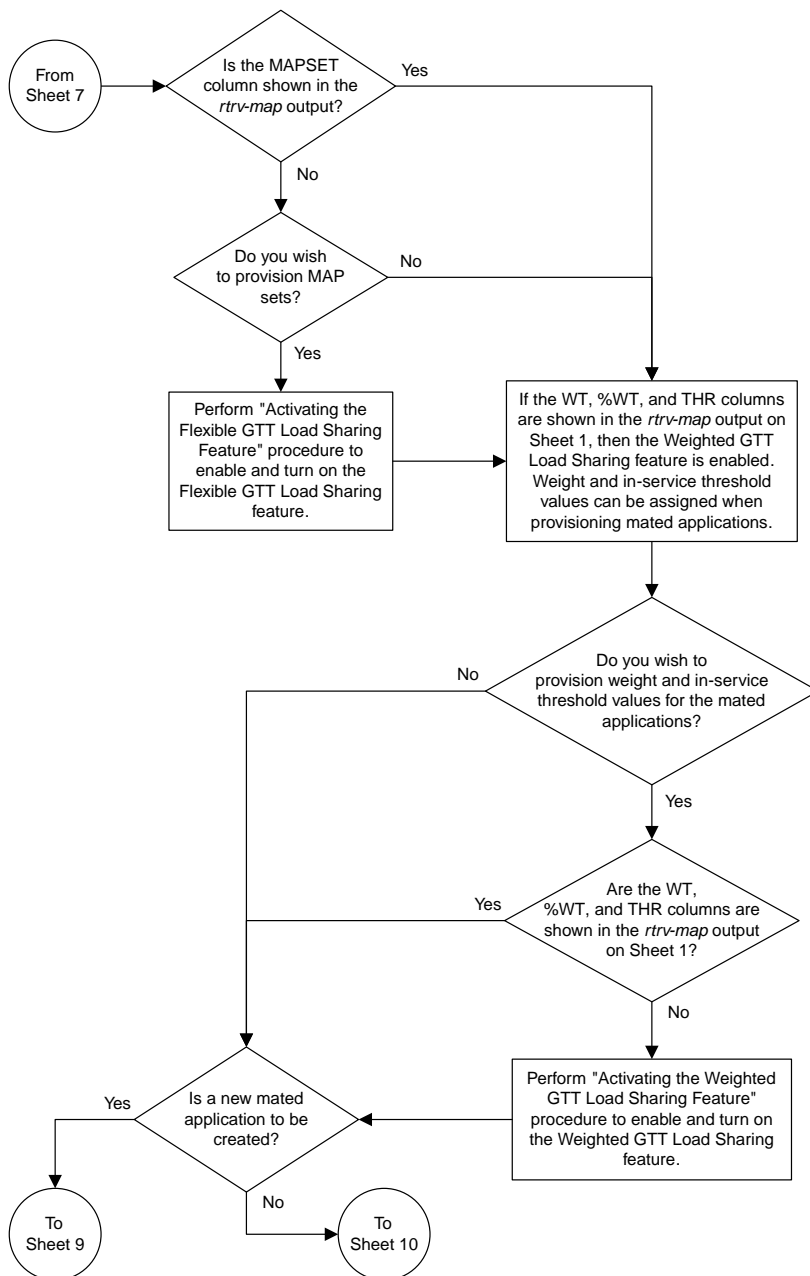 From
Sheet 7
Is the MAPSET
column shown in the
rtrv-map output?
Yes
No
Do you wish
to provision MAP
sets?
No
Yes
Perform "Activating the
Flexible GTT Load Sharing
Feature" procedure to
enable and turn on the
Flexible GTT Load Sharing
feature.
If the WT, %WT, and THR columns
are shown in the rtrv-map output on
Sheet 1, then the Weighted GTT
Load Sharing feature is enabled.
Weight and in-service threshold
values can be assigned when
provisioning mated applications.
Do you wish to
provision weight and in-service
threshold values for the mated
applications?
No
Yes
Are the WT,
%WT, and THR columns are
shown in the rtrv-map output
on Sheet 1?
Yes
No
Perform "Activating the Weighted
GTT Load Sharing Feature"
procedure to enable and turn on
the Weighted GTT Load Sharing
feature.
Is a new mated
application to be
created?
Yes
No
To
Sheet 9
To
Sheet 10